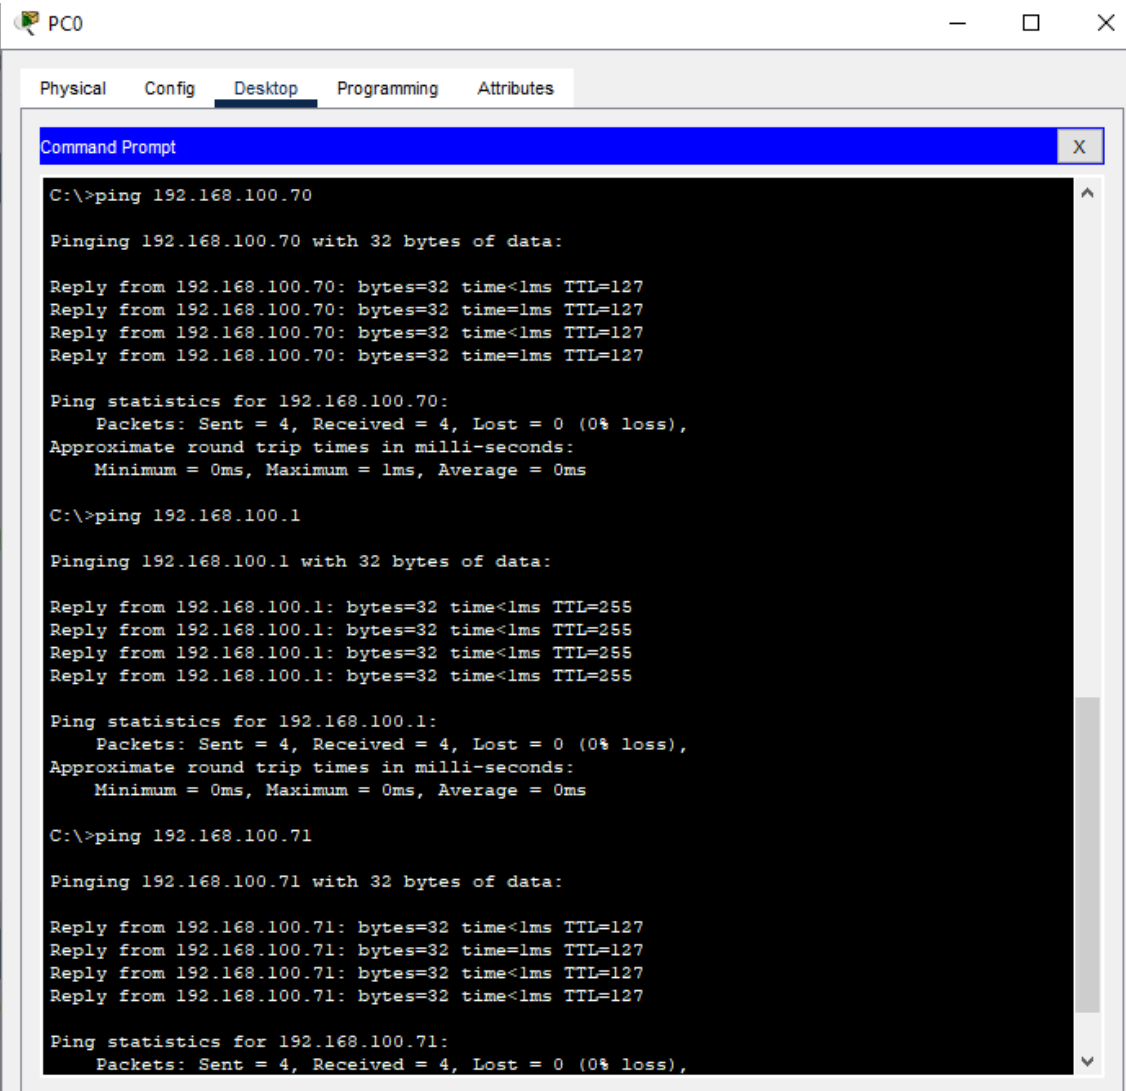 PC0
Physical Config Desktop Programming Attributes
Command Prompt
X
C:\>ping 192.168.100.70
Pinging 192.168.100.70 with 32 bytes of data:
Reply from 192.168.100.70: bytes=32 time<1ms TTL=127
Reply from 192.168.100.70: bytes=32 time=1ms TTL=127
Reply from 192.168.100.70: bytes=32 time<1ms TTL=127
Reply from 192.168.100.70: bytes=32 time=1ms TTL=127
Ping statistics for 192.168.100.70:
Packets: Sent = 4, Received = 4, Lost = 0 (0% loss),
Approximate round trip times in milli-seconds:
Minimum = 0ms, Maximum = 1ms, Average = 0ms
C:\>ping 192.168.100.1
Pinging 192.168.100.1 with 32 bytes of data:
Reply from 192.168.100.1: bytes=32 time<1ms TTL=255
Reply from 192.168.100.1: bytes=32 time<1ms TTL=255
Reply from 192.168.100.1: bytes=32 time<1ms TTL=255
Reply from 192.168.100.1: bytes=32 time<1ms TTL=255
Ping statistics for 192.168.100.1:
Packets: Sent = 4, Received = 4, Lost = 0 (0% loss),
Approximate round trip times in milli-seconds:
Minimum = 0ms, Maximum = 0ms, Average = 0ms
C:\>ping 192.168.100.71
Pinging 192.168.100.71 with 32 bytes of data:
Reply from 192.168.100.71: bytes=32 time<1ms TTL=127
Reply from 192.168.100.71: bytes=32 time=1ms TTL=127
Reply from 192.168.100.71: bytes=32 time<1ms TTL=127
Reply from 192.168.100.71: bytes=32 time<1ms TTL=127
Ping statistics for 192.168.100.71:
Packets: Sent = 4, Received = 4, Lost = 0 (0% loss),